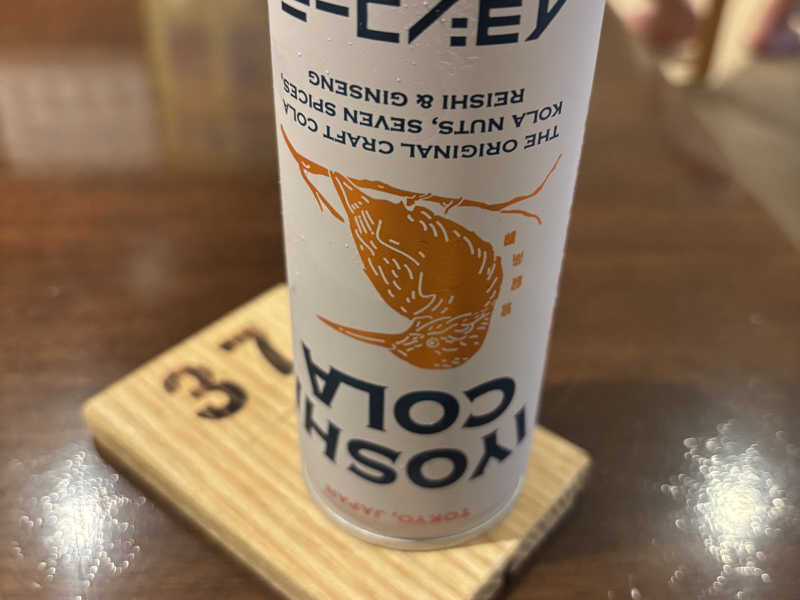 TOKYO, JAPAN
IYOSHI
COLA
THE ORIGINAL CRAFT COLA
KOLA NUTS, SEVEN SPICES,
REISHI & GINSENG
37